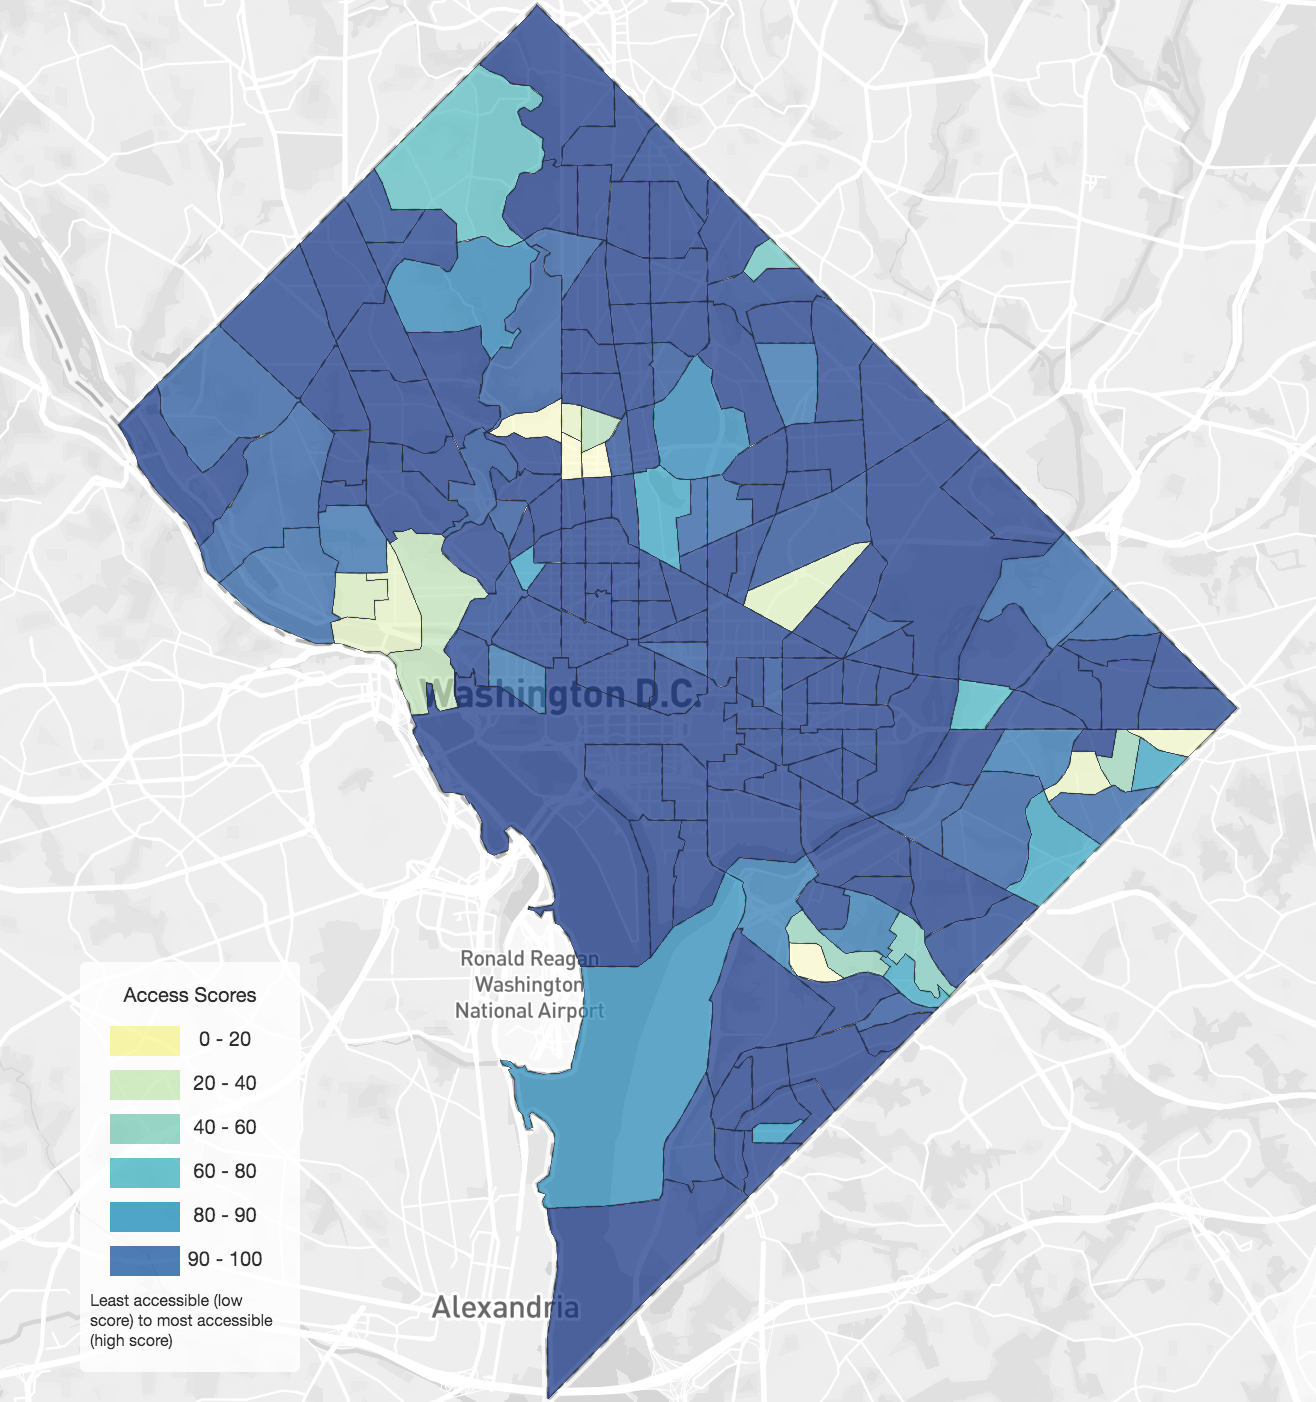 Washington D.C.
Ronald Reagan
Washington
National Airport
Access Scores
0 - 20
20 - 40
40 - 60
60 - 80
80 - 90
90 - 100
Least accessible (low
score) to most accessible
(high score)
Alexandria